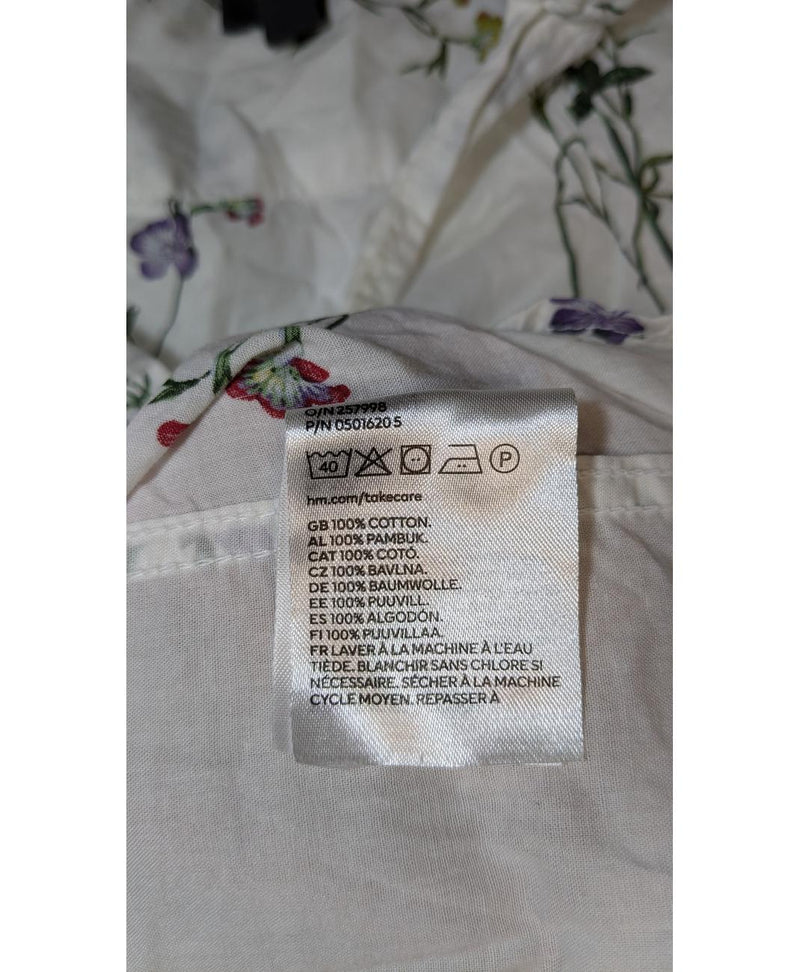 O/N 257998
P/N 0501620 S
40 P
hm.com/takecare
GB 100% COTTON.
AL 100% PAMBUK.
CAT 100% COTÓ.
CZ 100% BAVLNA.
DE 100% BAUMWOLLE.
EE 100% PUUVILL.
ES 100% ALGODÓN.
FI 100% PUUVILLAA.
FR LAVER À LA MACHINE À L'EAU
TIÈDE. BLANCHIR SANS CHLORE SI
NÉCESSAIRE. SÉCHER À LA MACHINE
CYCLE MOYEN. REPASSER À